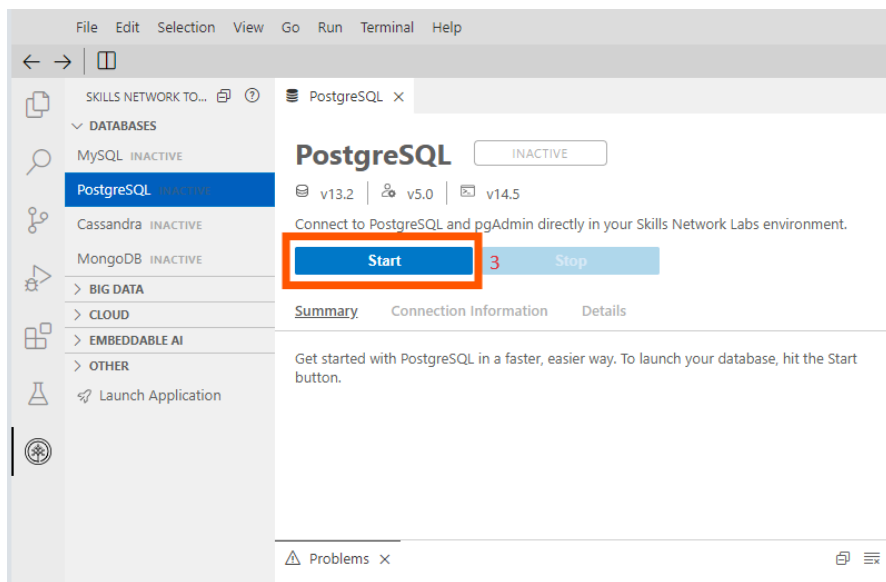 File Edit Selection View Go Run Terminal Help
SKILLS NETWORK TO...
PostgreSQL
DATABASES
MySQL INACTIVE
PostgreSQL INACTIVE
Cassandra INACTIVE
MongoDB INACTIVE
BIG DATA
CLOUD
EMBEDDABLE AI
OTHER
Launch Application
PostgreSQL INACTIVE
v13.2 v5.0 v14.5
Connect to PostgreSQL and pgAdmin directly in your Skills Network Labs environment.
Start 3 Stop
Summary Connection Information Details
Get started with PostgreSQL in a faster, easier way. To launch your database, hit the Start
button.
Problems